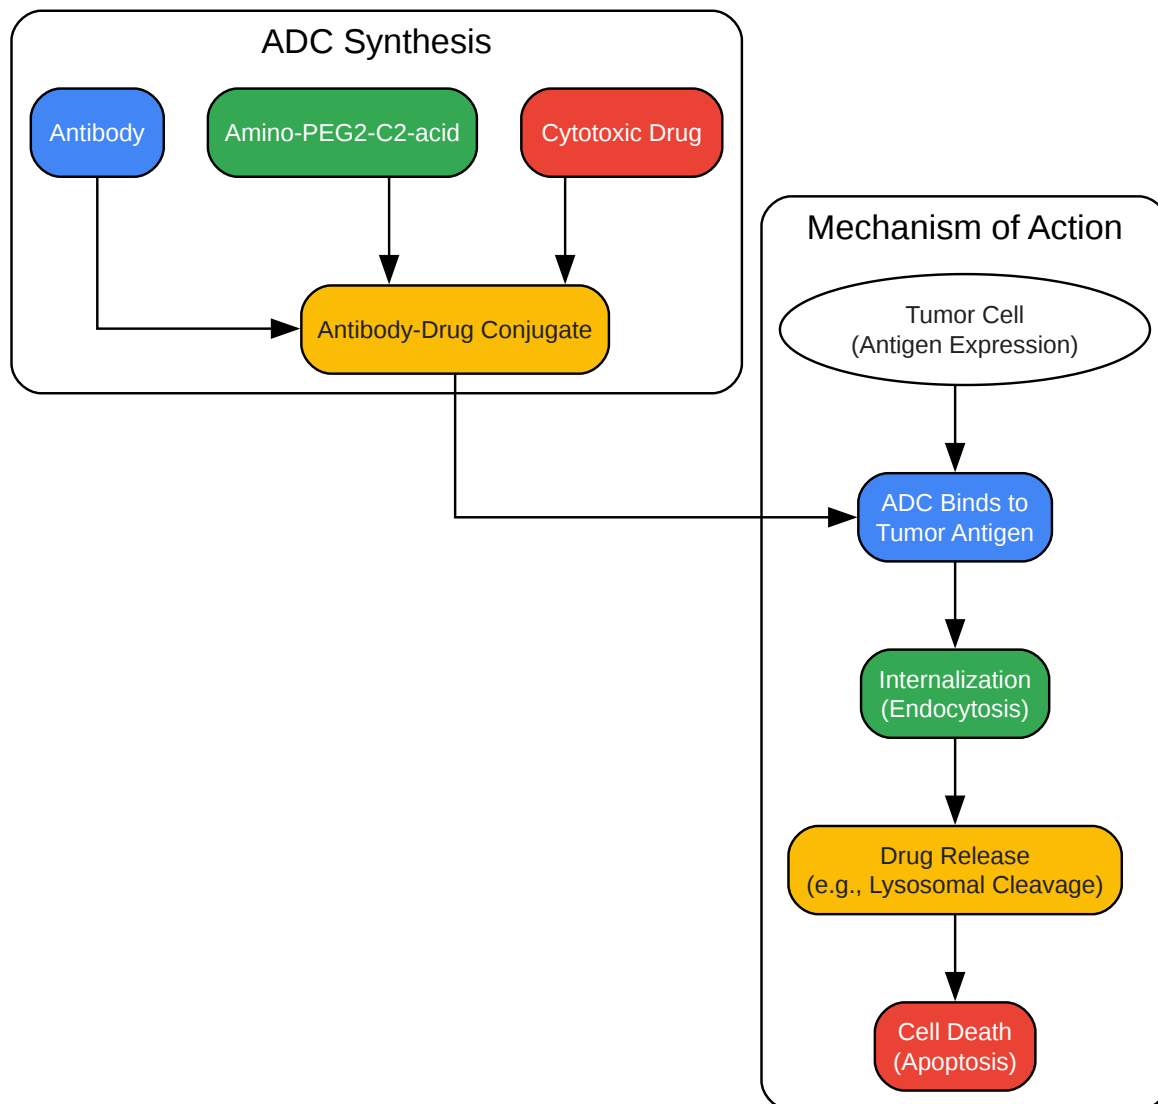 ADC Synthesis
Antibody
Amino-PEG2-C2-acid
Cytotoxic Drug
Antibody-Drug Conjugate
Mechanism of Action
Tumor Cell
(Antigen Expression)
ADC Binds to
Tumor Antigen
Internalization
(Endocytosis)
Drug Release
(e.g., Lysosomal Cleavage)
Cell Death
(Apoptosis)